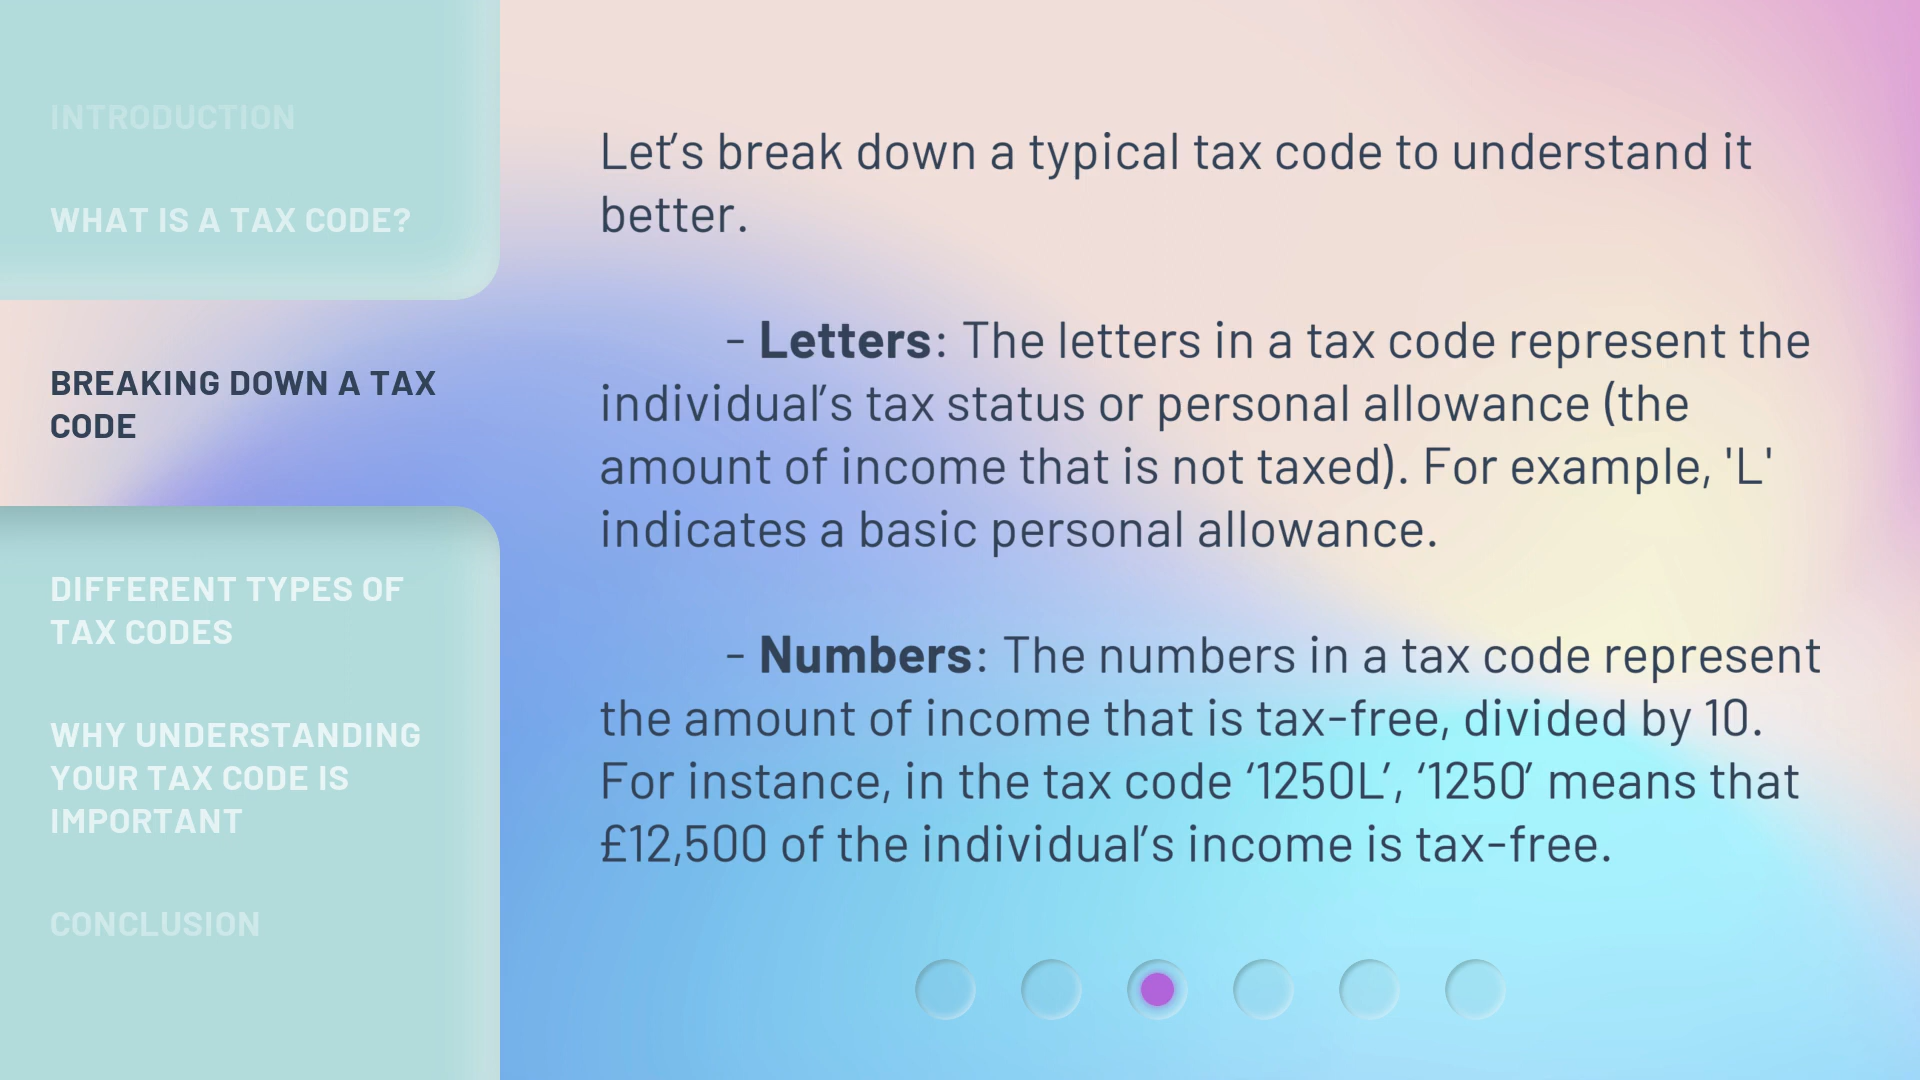 INTRODUCTION
WHAT IS A TAX CODE?
BREAKING DOWN A TAX
CODE
DIFFERENT TYPES OF
TAX CODES
WHY UNDERSTANDING
YOUR TAX CODE IS
IMPORTANT
CONCLUSION
Let’s break down a typical tax code to understand it
better.
- Letters: The letters in a tax code represent the
individual’s tax status or personal allowance (the
amount of income that is not taxed). For example, 'L'
indicates a basic personal allowance.
- Numbers: The numbers in a tax code represent
the amount of income that is tax-free, divided by 10.
For instance, in the tax code ‘1250L’, ‘1250’ means that
£12,500 of the individual’s income is tax-free.